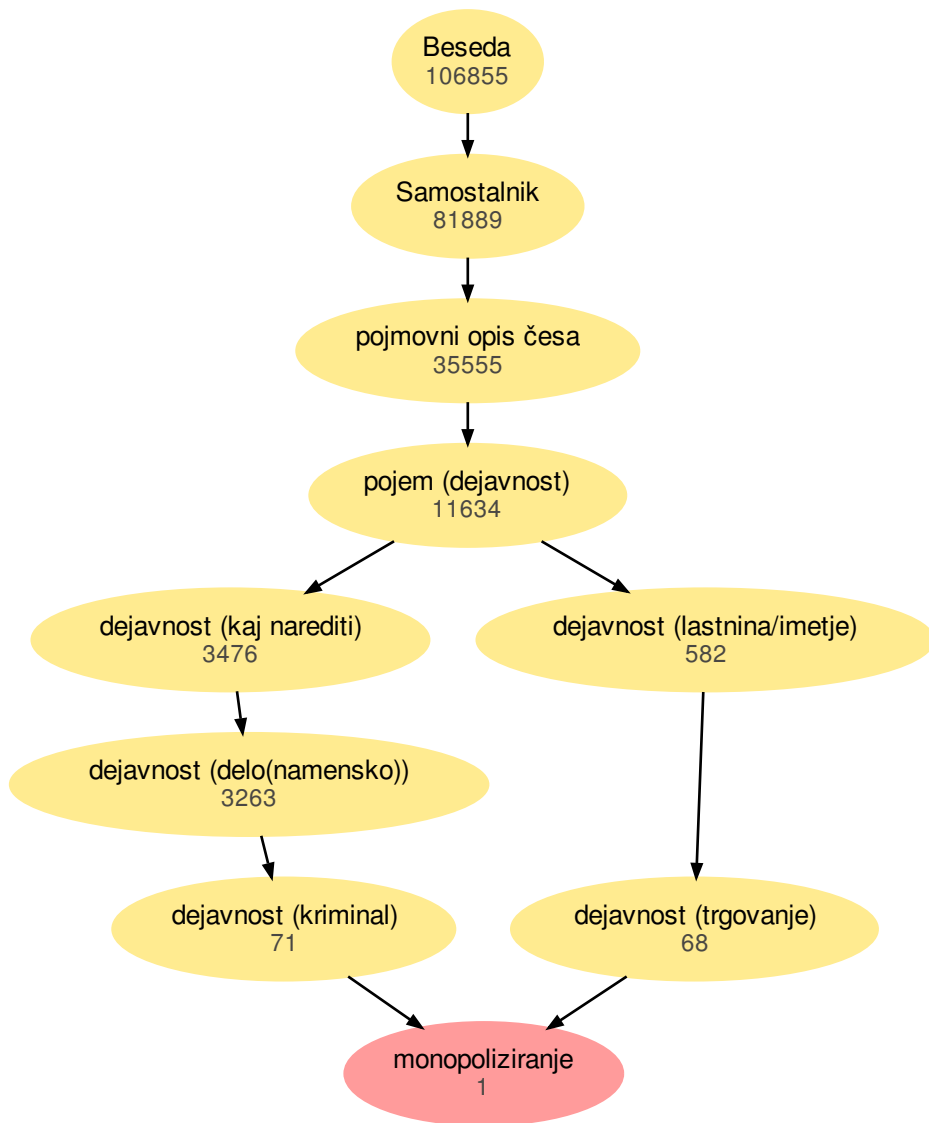 Beseda
106855
Samostalnik
81889
pojmovni opis česa
35555
pojem (dejavnost)
11634
dejavnost (kaj narediti)
3476
dejavnost (lastnina/imetje)
582
dejavnost (delo(namensko))
3263
dejavnost (kriminal)
71
dejavnost (trgovanje)
68
monopoliziranje
1